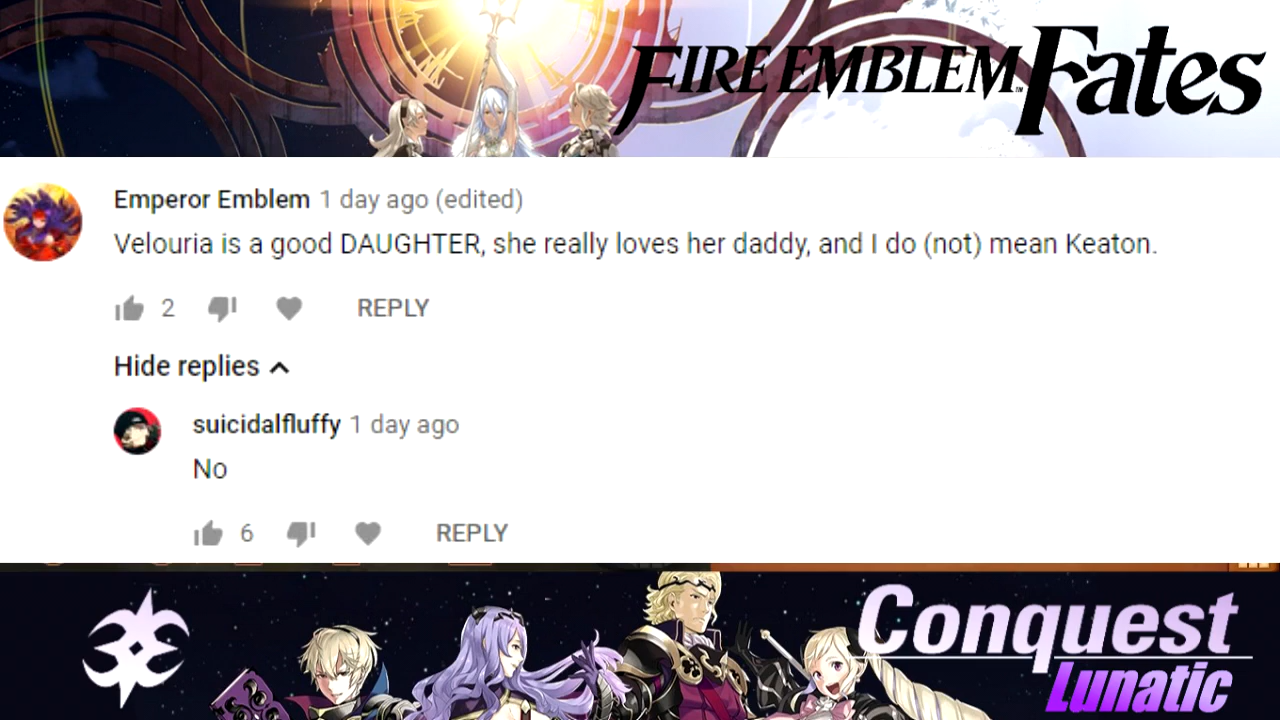 FIRE EMBLEM Fates
TM
Emperor Emblem 1 day ago (edited)
Velouria is a good DAUGHTER, she really loves her daddy, and I do (not) mean Keaton.
2 REPLY
Hide replies
suicidalfluffy 1 day ago
No
6 REPLY
Conquest
Lunatic